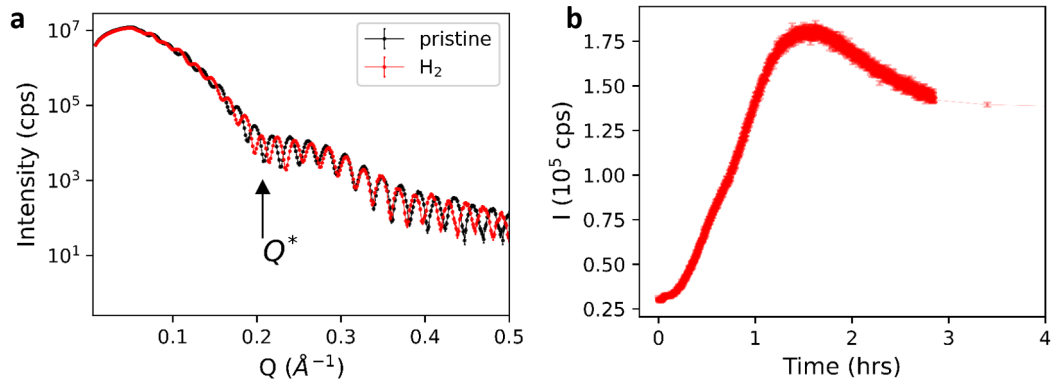 a
10⁷
10⁵
10³
10¹
Intensity (cps)
pristine
H₂
Q*
0.1
0.2
0.3
0.4
0.5
Q (Å⁻¹)
b
1.75
1.50
1.25
1.00
0.75
0.50
0.25
I (10⁵ cps)
0
1
2
3
4
Time (hrs)